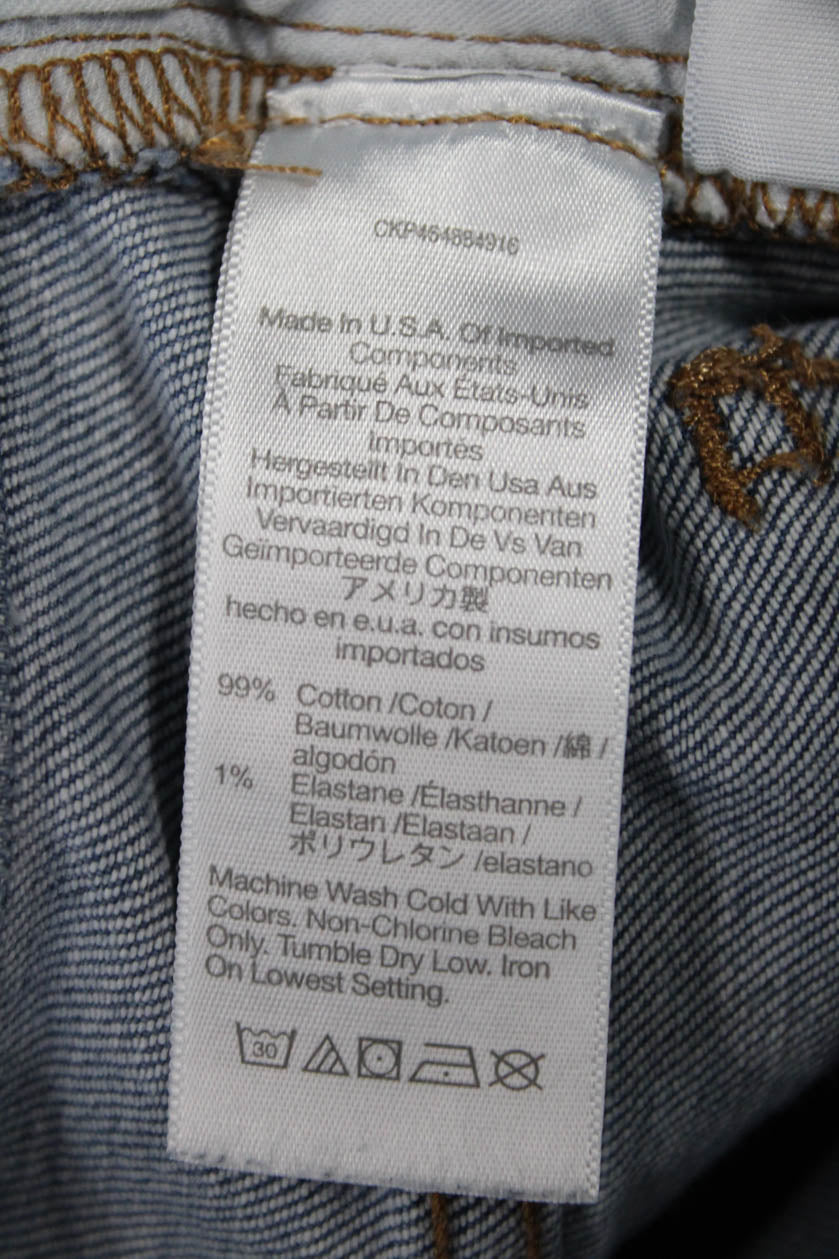 CKP464884916
Made In U.S.A. Of Imported
Components
Fabriqué Aux États-Unis
À Partir De Composants
Importés
Hergestellt In Den Usa Aus
Importierten Komponenten
Vervaardigd In De Vs Van
Geïmporteerde Componenten
アメリカ製
hecho en e.u.a. con insumos
importados
99% Cotton /Coton /
Baumwolle /Katoen /綿 /
algodón
1% Elastane /Élasthanne /
Elastan /Elastaan /
ポリウレタン /elastano
Machine Wash Cold With Like
Colors. Non-Chlorine Bleach
Only. Tumble Dry Low. Iron
On Lowest Setting.
30